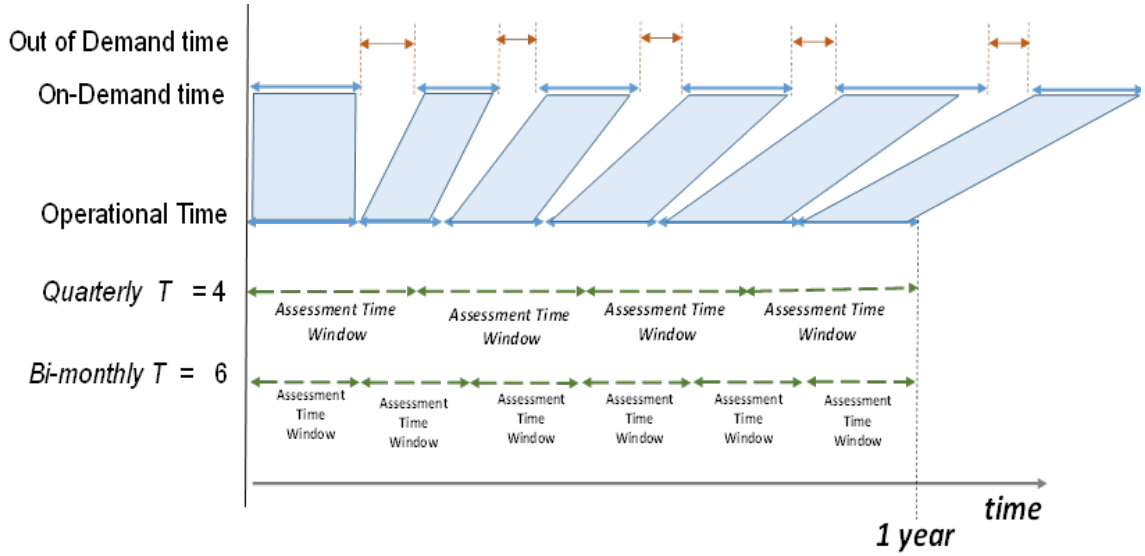 Out of Demand time
On-Demand time
Operational Time
Quarterly T = 4
Assessment Time
Window
Assessment Time
Window
Assessment Time
Window
Assessment Time
Window
Bi-monthly T = 6
Assessment
Time
Window
Assessment
Time
Window
Assessment
Time
Window
Assessment
Time
Window
Assessment
Time
Window
Assessment
Time
Window
time
1 year